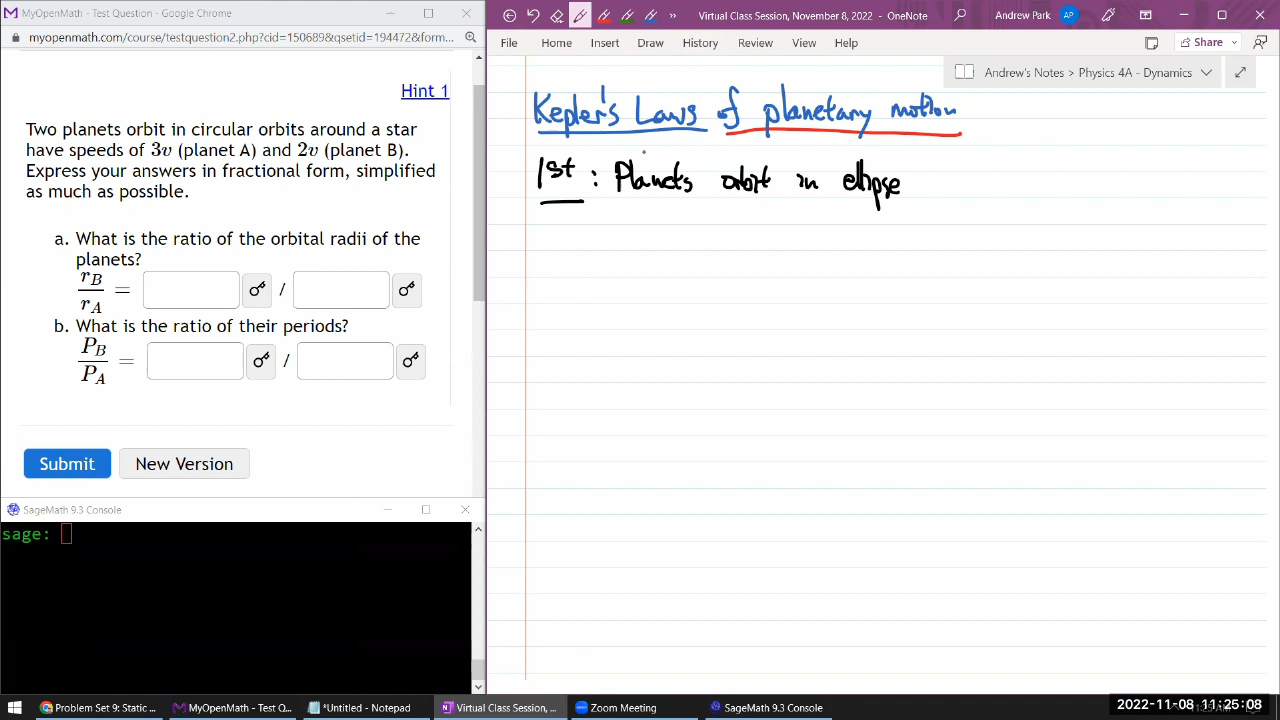 MyOpenMath - Test Question - Google Chrome
myopenmath.com/course/testquestion2.php?cid=150689&qsetid=194472&form...
Hint 1
Two planets orbit in circular orbits around a star
have speeds of 3v (planet A) and 2v (planet B).
Express your answers in fractional form, simplified
as much as possible.
a. What is the ratio of the orbital radii of the
planets?
r_B
/
r_A
=
b. What is the ratio of their periods?
P_B
/
P_A
=
Submit
New Version
SageMath 9.3 Console
sage:
Virtual Class Session, November 8, 2022 - OneNote
Andrew Park
AP
File Home Insert Draw History Review View Help
Share
Andrew's Notes > Physics 4A - Dynamics
Kepler's Laws of planetary motion
1st : Planets orbit in ellipse
Problem Set 9: Static ...
MyOpenMath - Test Q...
*Untitled - Notepad
Virtual Class Session, ...
Zoom Meeting
SageMath 9.3 Console
2022-11-08 11:25:08